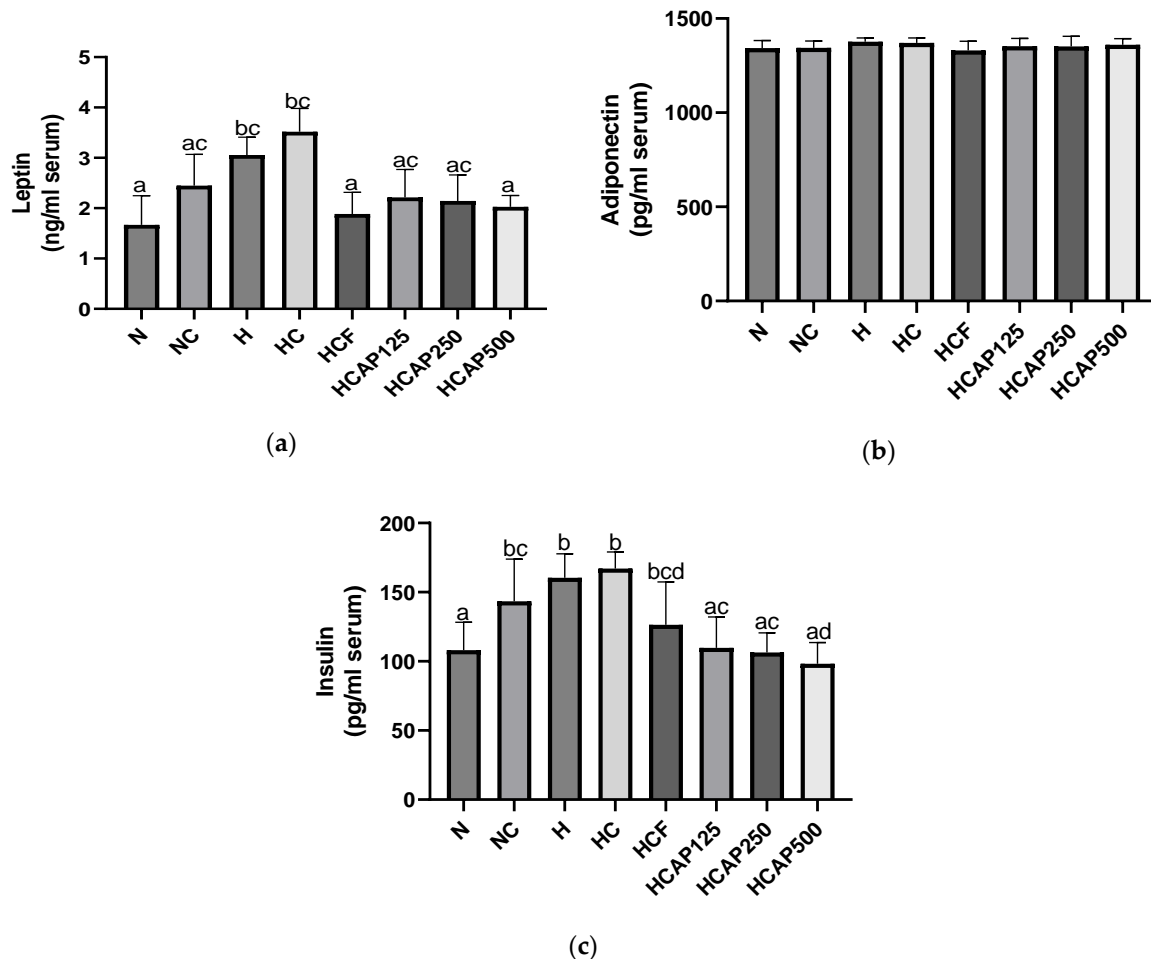 Leptin
(ng/ml serum)
5
4
3
2
1
0
a
ac
bc
bc
a
ac
ac
a
N
NC
H
HC
HCF
HCAP125
HCAP250
HCAP500
(a)
Adiponectin
(pg/ml serum)
1500
1000
500
0
N
NC
H
HC
HCF
HCAP125
HCAP250
HCAP500
(b)
Insulin
(pg/ml serum)
200
150
100
50
0
a
bc
b
b
bcd
ac
ac
ad
N
NC
H
HC
HCF
HCAP125
HCAP250
HCAP500
(c)